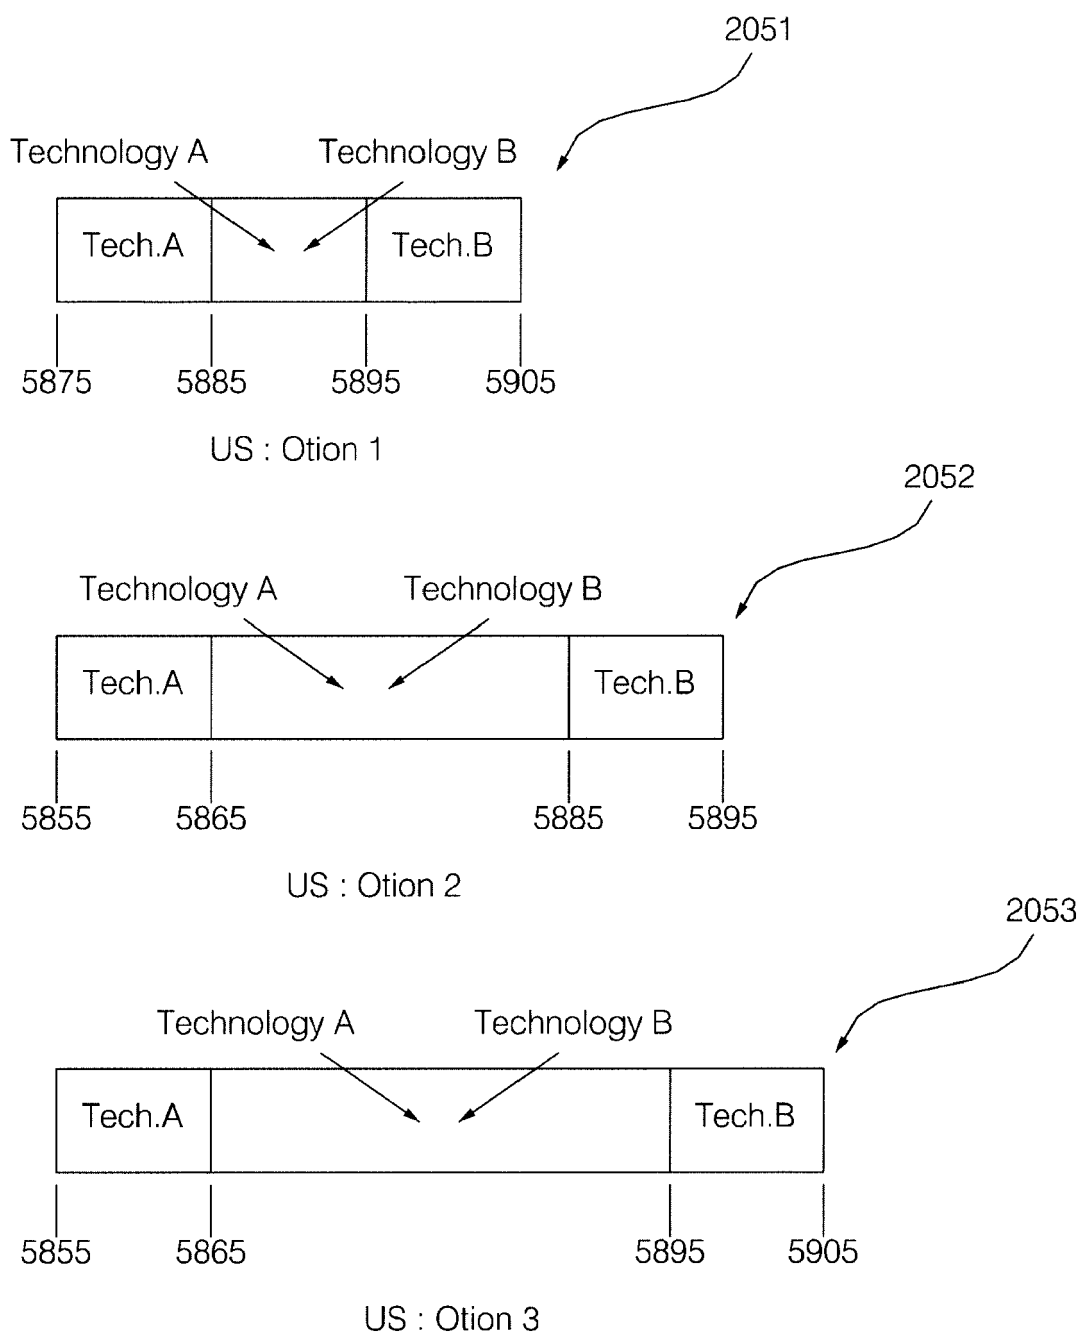 2051
Technology A Technology B
Tech.A Tech.B
5875 5885 5895 5905
US : Otion 1
2052
Technology A Technology B
Tech.A Tech.B
5855 5865 5885 5895
US : Otion 2
2053
Technology A Technology B
Tech.A Tech.B
5855 5865 5895 5905
US : Otion 3